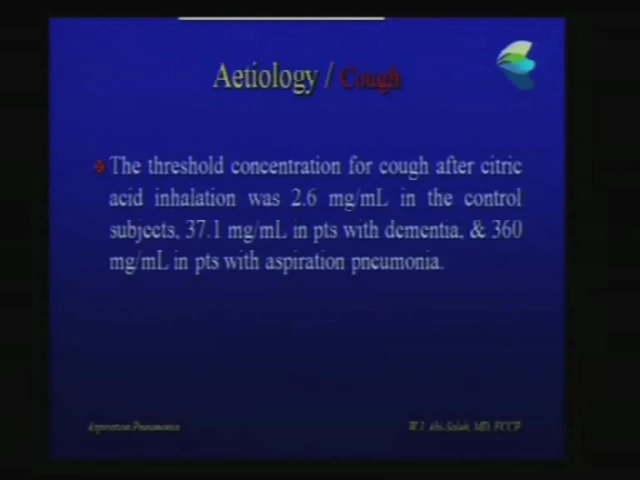 Aetiology / Cough
The threshold concentration for cough after citric
acid inhalation was 2.6 mg/mL in the control
subjects, 37.1 mg/mL in pts with dementia, & 360
mg/mL in pts with aspiration pneumonia.
Aspiration Pneumonia
MD, FCCP